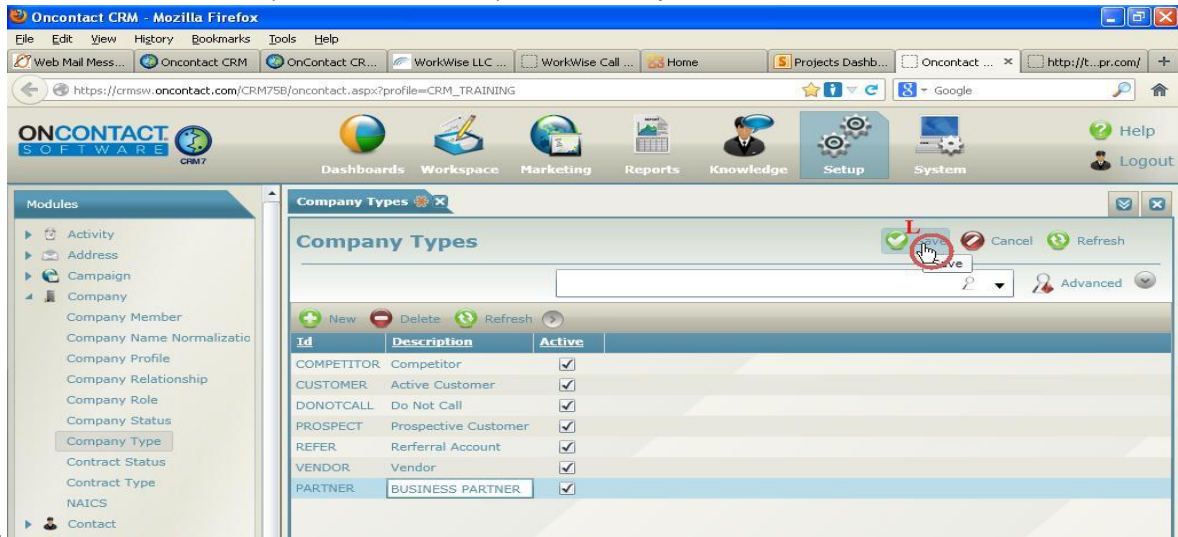 Oncontact CRM - Mozilla Firefox
File Edit View History Bookmarks Tools Help
Web Mail Mess... Oncontact CRM OnContact CR... WorkWise LLC ... WorkWise Call ... Home Projects Dashb... Oncontact ... http://t...pr.com/
https://crmsw.oncontact.com/CRM75B/oncontact.aspx?profile=CRM_TRAINING Google
ONCONTACT
SOFTWARE
CRM7
Dashboards Workspace Marketing Reports Knowledge Setup System
Help
Logout
Modules
Activity
Address
Campaign
Company
Company Member
Company Name Normalizatio
Company Profile
Company Relationship
Company Role
Company Status
Company Type
Contract Status
Contract Type
NAICS
Contact
Company Types
Company Types
L
Save Cancel Refresh
Save
Advanced
New Delete Refresh
Id Description Active
COMPETITOR Competitor
CUSTOMER Active Customer
DONOTCALL Do Not Call
PROSPECT Prospective Customer
REFER Rerferral Account
VENDOR Vendor
PARTNER BUSINESS PARTNER